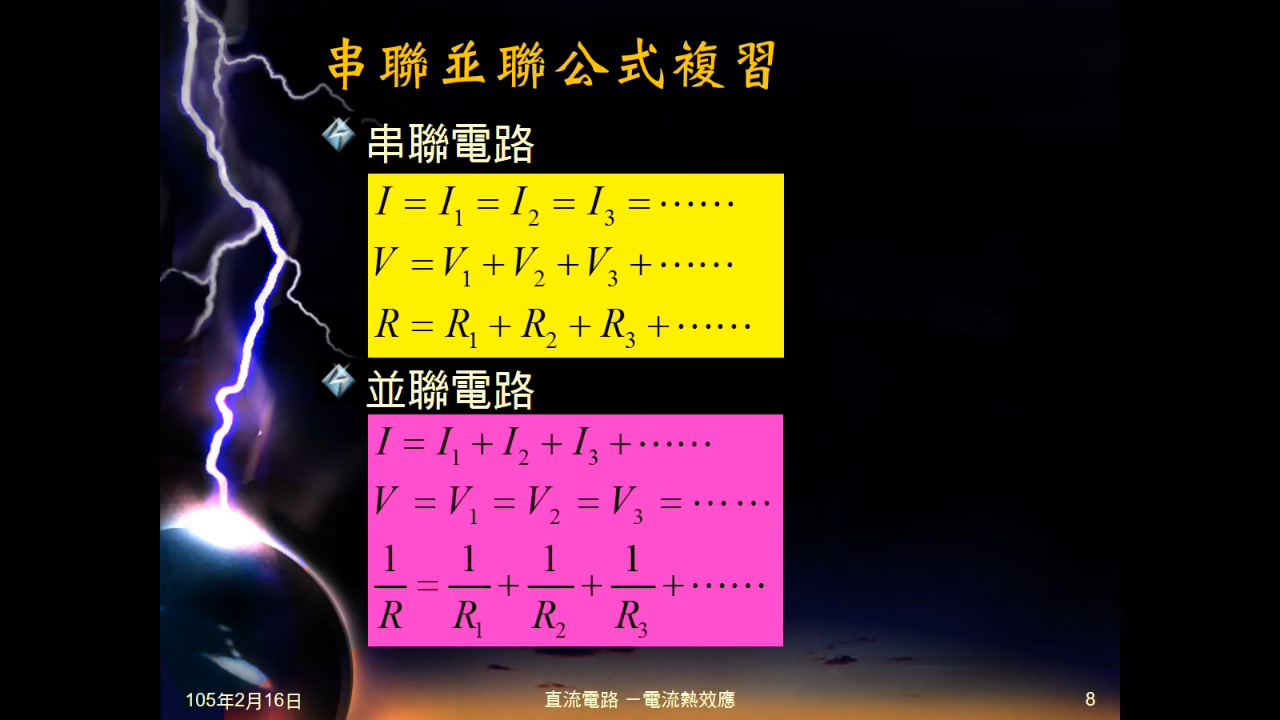 串聯並聯公式複習
串聯電路
I = I₁ = I₂ = I₃ = ⋯⋯
V = V₁ + V₂ + V₃ + ⋯⋯
R = R₁ + R₂ + R₃ + ⋯⋯
並聯電路
I = I₁ + I₂ + I₃ + ⋯⋯
V = V₁ = V₂ = V₃ = ⋯⋯
1/R = 1/R₁ + 1/R₂ + 1/R₃ + ⋯⋯
105年2月16日
直流電路 －電流熱效應
8